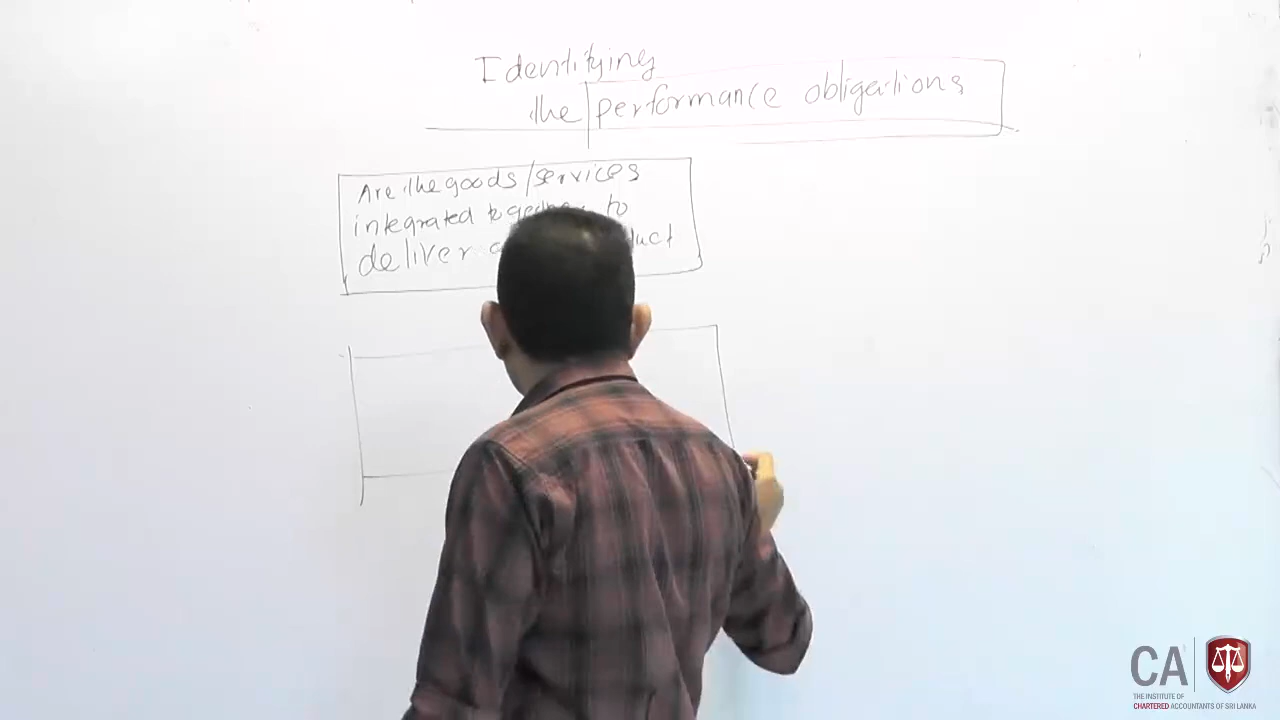 Identifying
the performance obligations
Are the goods/services
integrated together to
deliver
CA
THE INSTITUTE OF
CHARTERED ACCOUNTANTS OF SRI LANKA